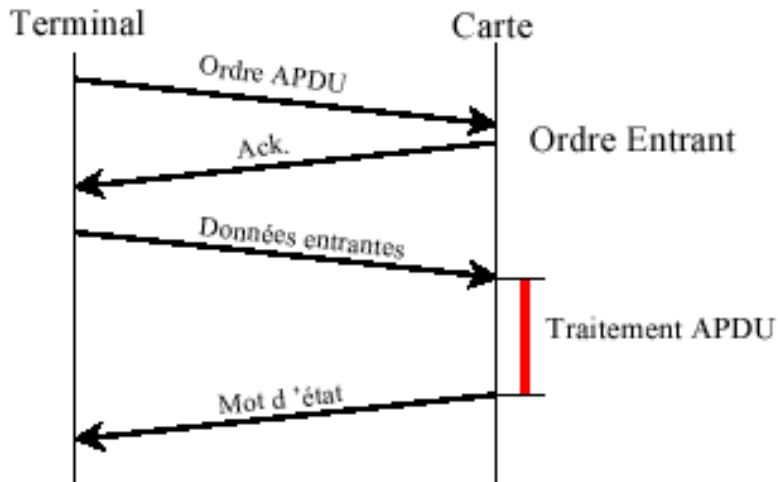 Terminal
Carte
Ordre APDU
Ack.
Ordre Entrant
Données entrantes
Traitement APDU
Mot d 'état